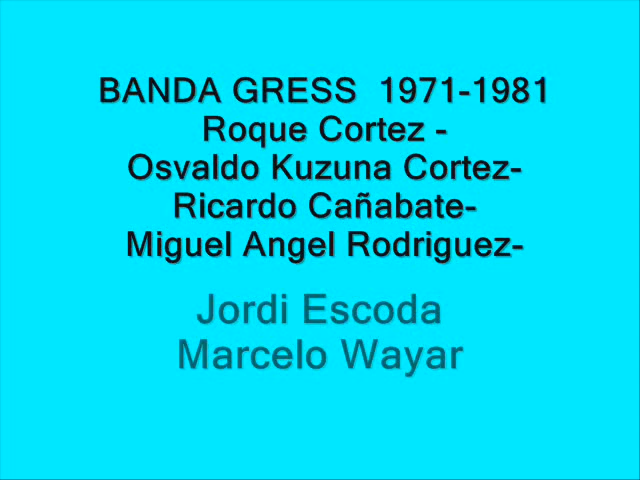 BANDA GRESS  1971-1981
Roque Cortez -
Osvaldo Kuzuna Cortez-
Ricardo Cañabate-
Miguel Angel Rodriguez-
Jordi Escoda
Marcelo Wayar